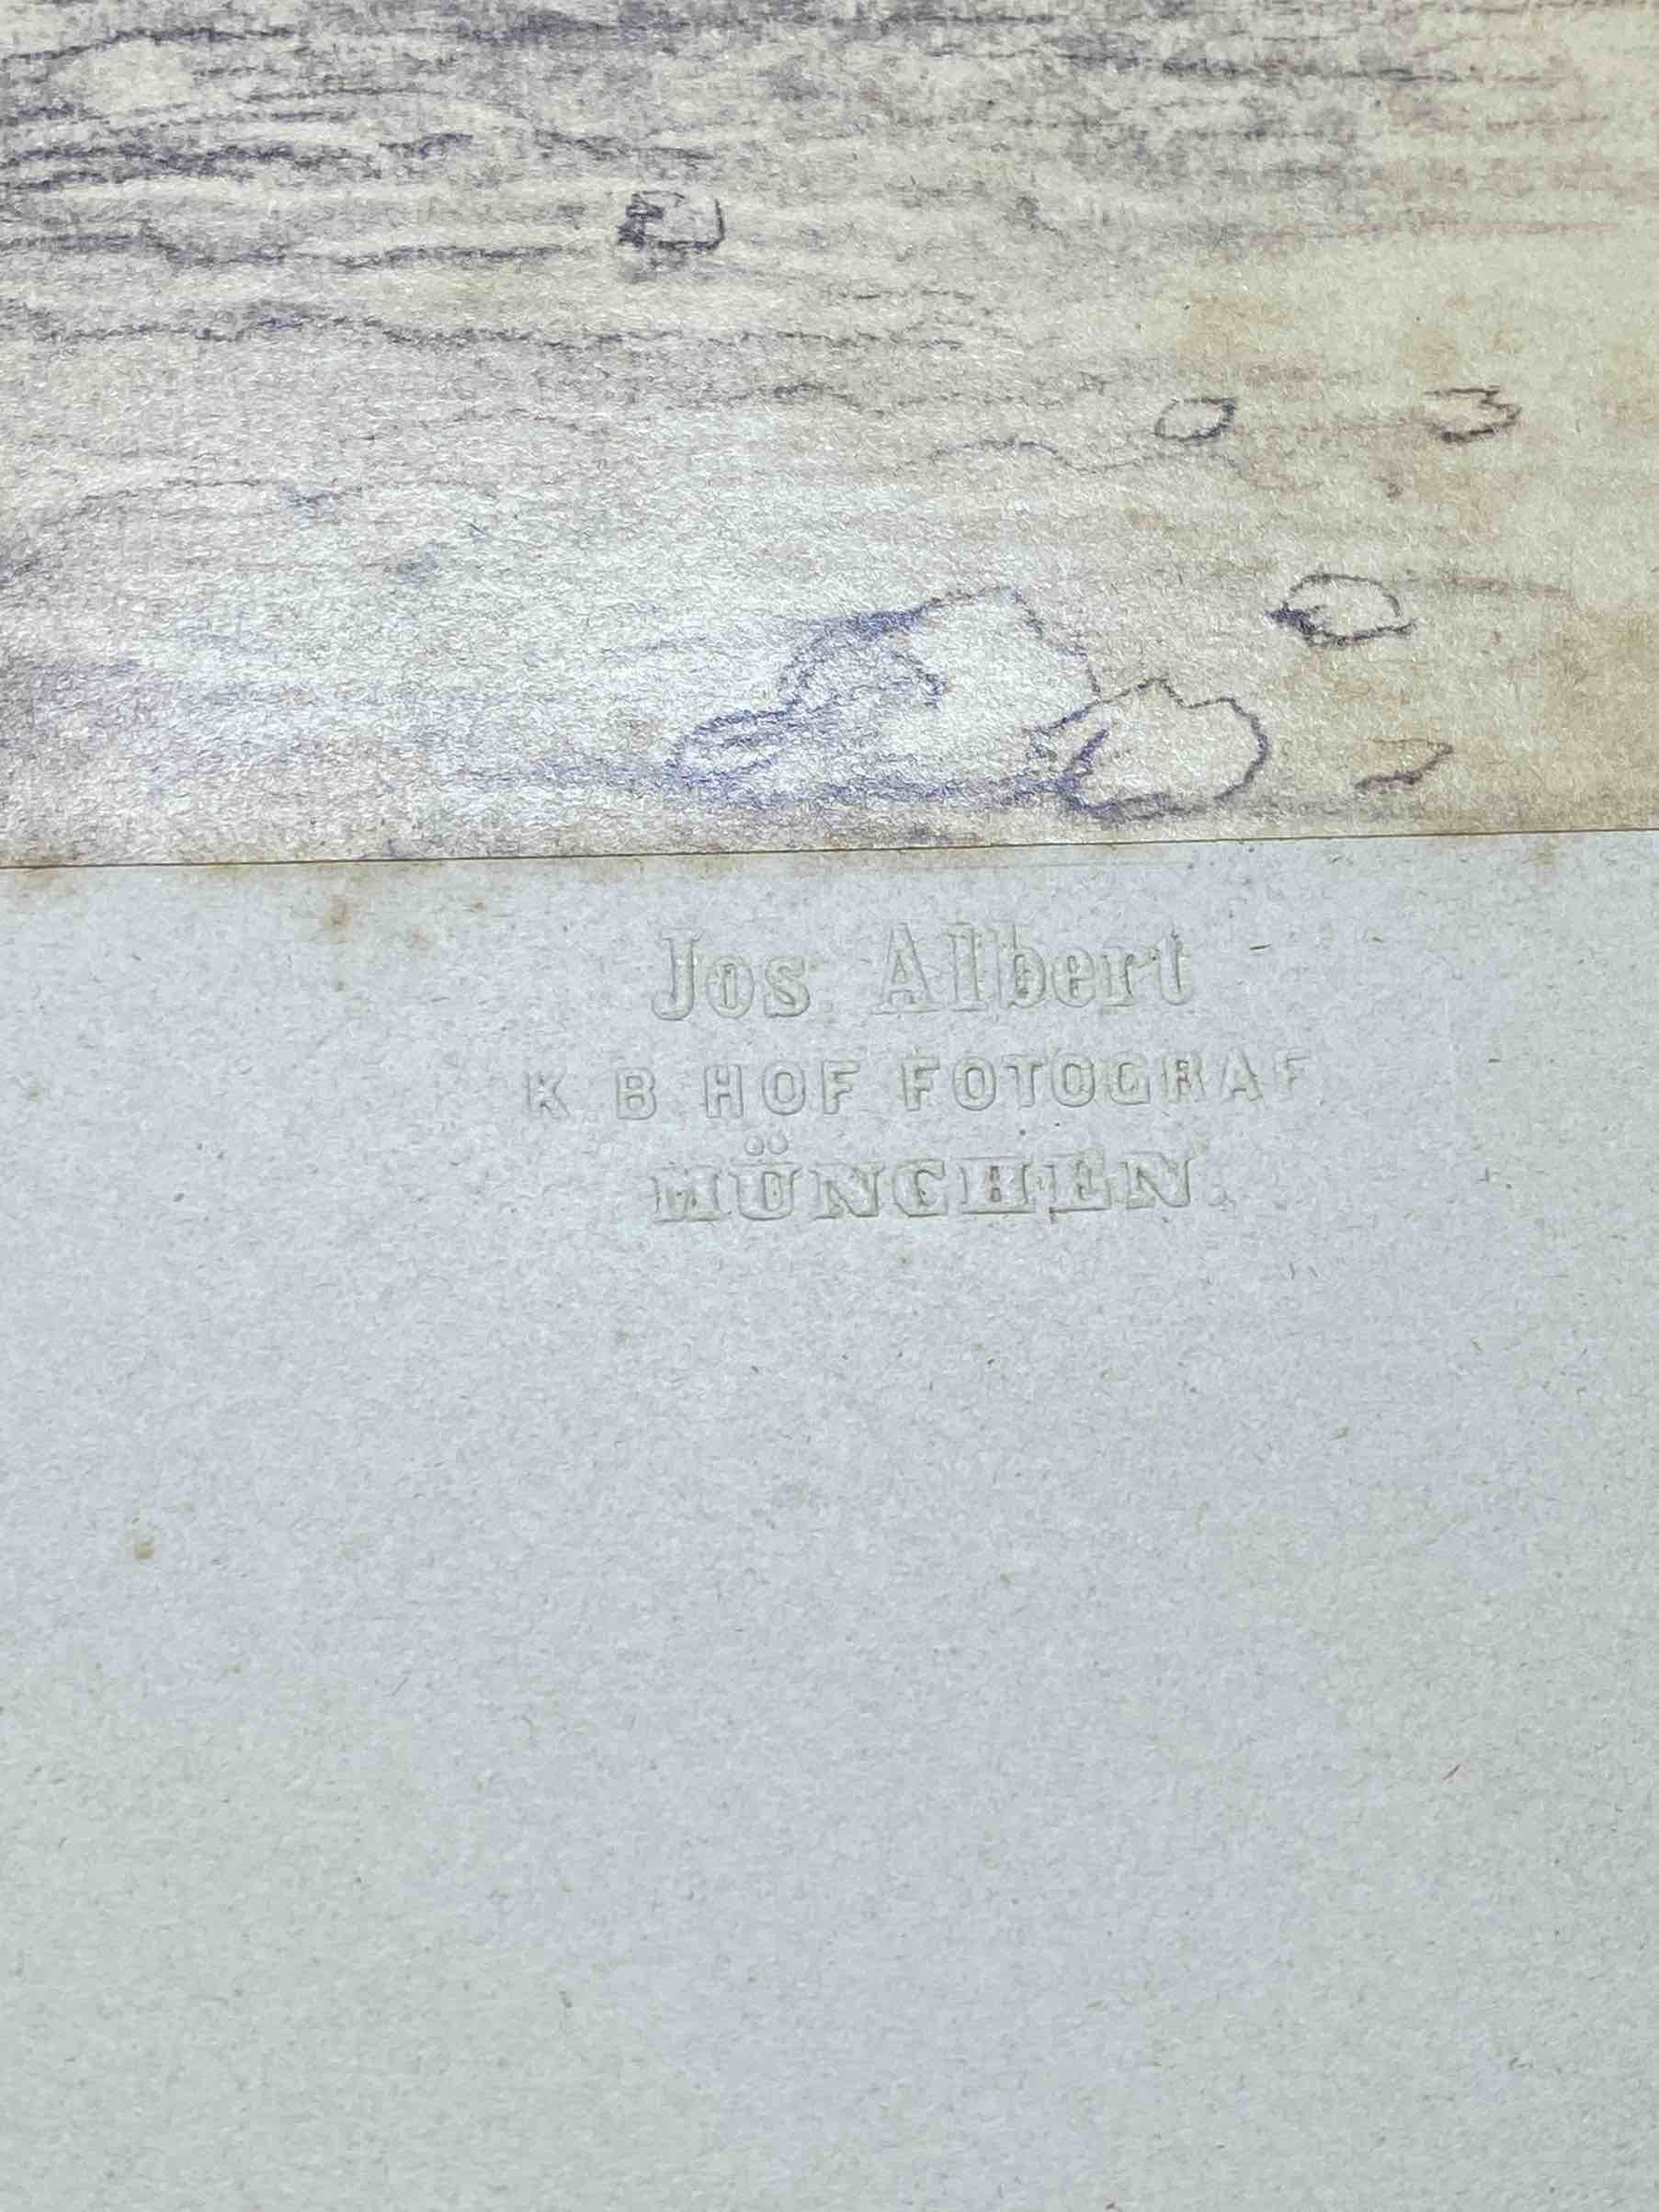 Jos Albert
K B HOF FOTOGRAF
MÜNCHEN